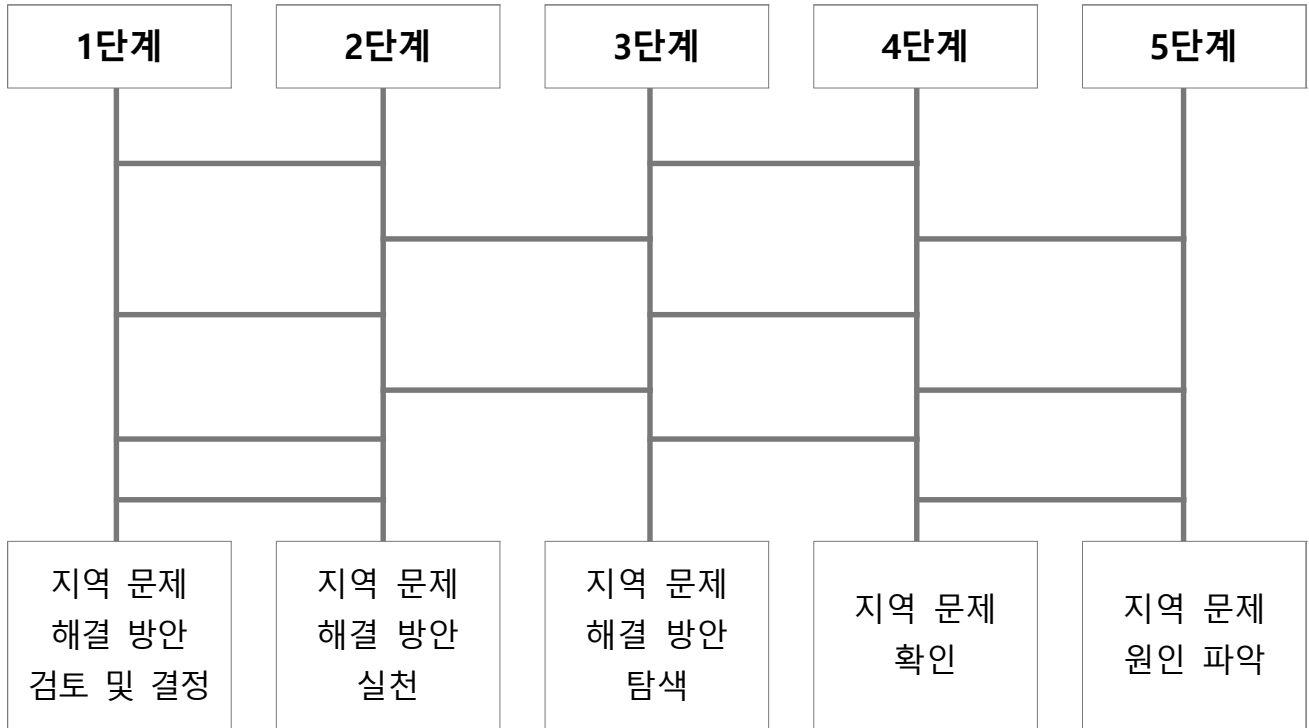 1단계
2단계
3단계
4단계
5단계
지역 문제
해결 방안
검토 및 결정
지역 문제
해결 방안
실천
지역 문제
해결 방안
탐색
지역 문제
확인
지역 문제
원인 파악